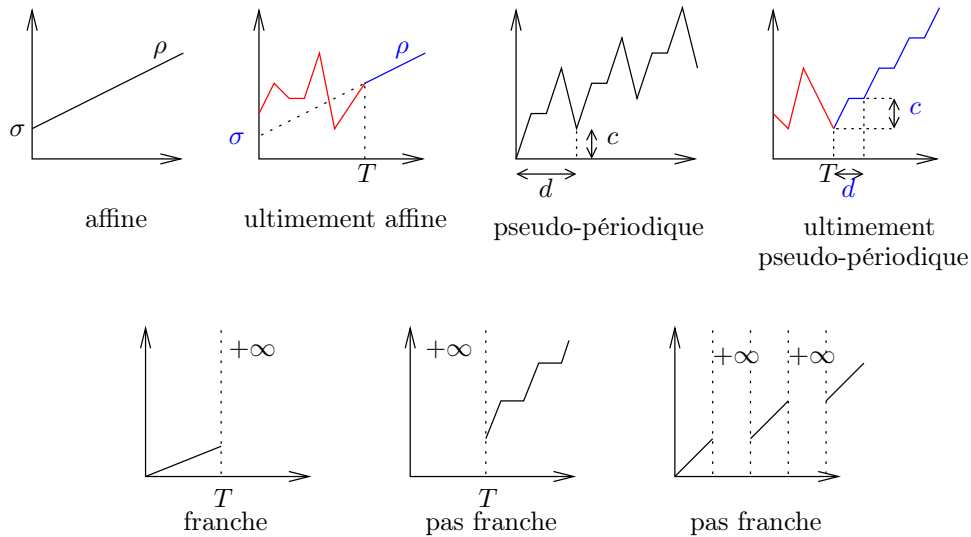 ρ
σ
affine
ρ
σ
T
ultimement affine
c
d
pseudo-périodique
c
T
d
ultimement
pseudo-périodique
+∞
T
franche
+∞
T
pas franche
+∞
+∞
pas franche